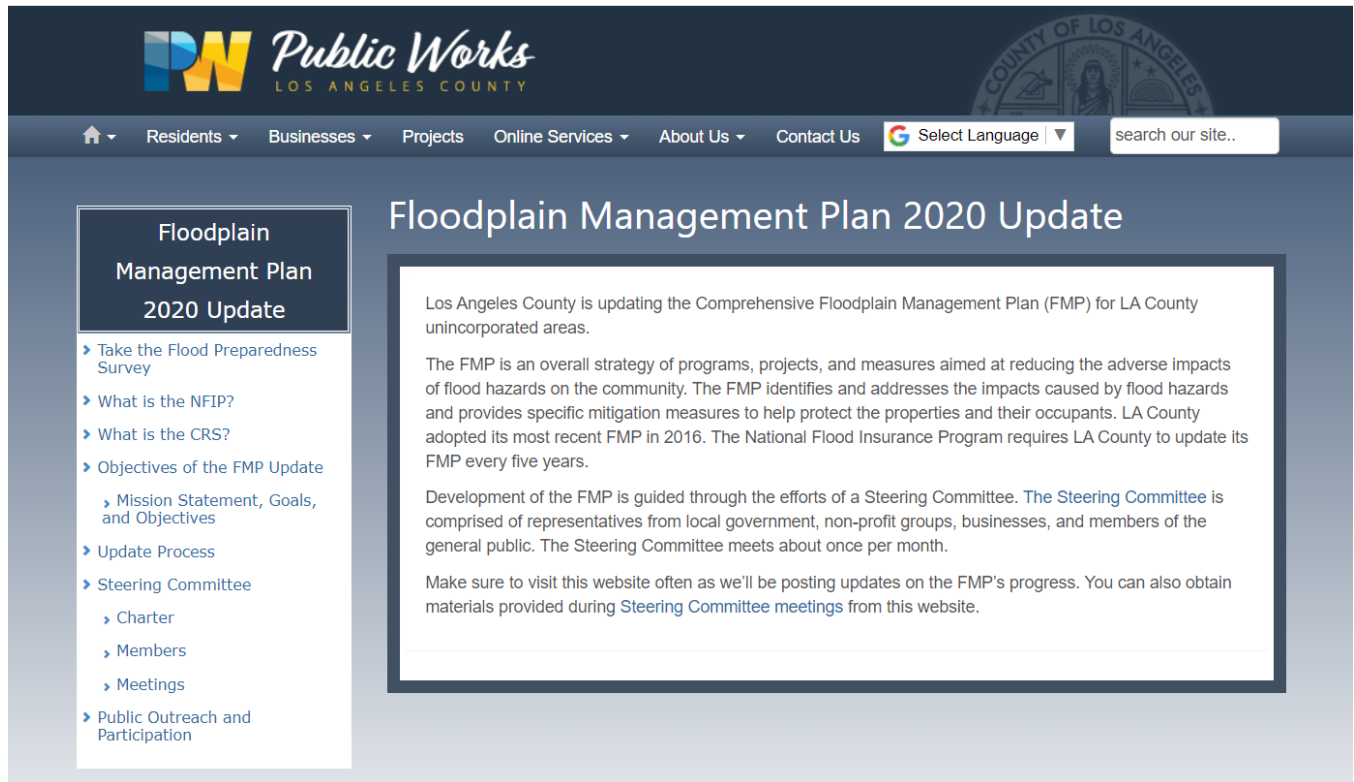 PW Public Works
LOS ANGELES COUNTY
COUNTY OF LOS ANGELES
Residents Businesses Projects Online Services About Us Contact Us G Select Language ▼ search our site..
Floodplain
Management Plan
2020 Update
Take the Flood Preparedness
Survey
What is the NFIP?
What is the CRS?
Objectives of the FMP Update
Mission Statement, Goals,
and Objectives
Update Process
Steering Committee
Charter
Members
Meetings
Public Outreach and
Participation
Floodplain Management Plan 2020 Update
Los Angeles County is updating the Comprehensive Floodplain Management Plan (FMP) for LA County
unincorporated areas.
The FMP is an overall strategy of programs, projects, and measures aimed at reducing the adverse impacts
of flood hazards on the community. The FMP identifies and addresses the impacts caused by flood hazards
and provides specific mitigation measures to help protect the properties and their occupants. LA County
adopted its most recent FMP in 2016. The National Flood Insurance Program requires LA County to update its
FMP every five years.
Development of the FMP is guided through the efforts of a Steering Committee. The Steering Committee is
comprised of representatives from local government, non-profit groups, businesses, and members of the
general public. The Steering Committee meets about once per month.
Make sure to visit this website often as we'll be posting updates on the FMP's progress. You can also obtain
materials provided during Steering Committee meetings from this website.